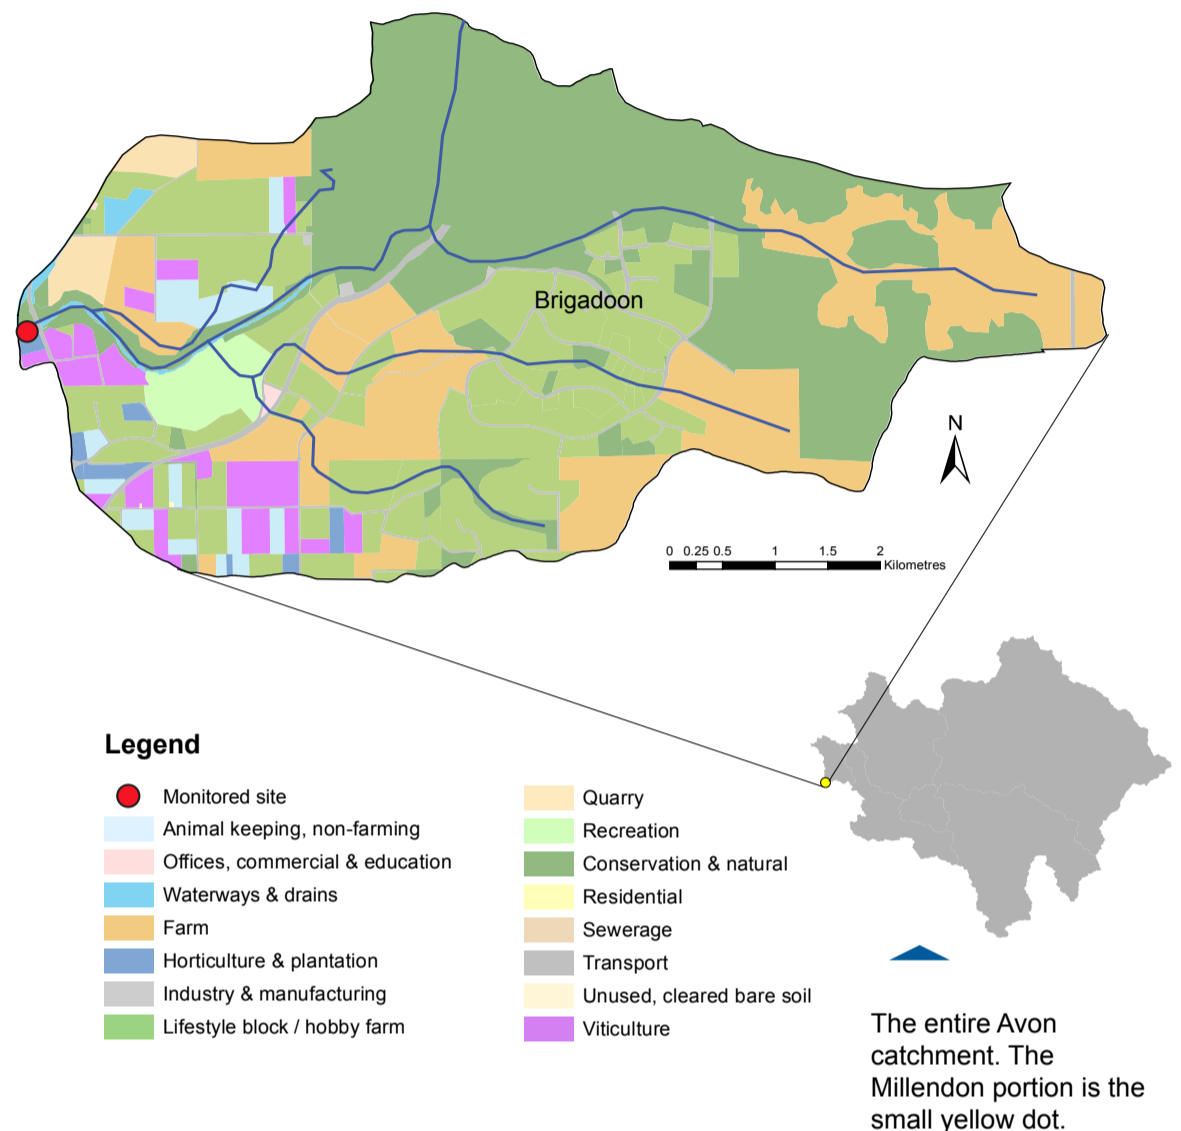 Brigadoon
N
0 0.25 0.5 1 1.5 2
Kilometres
Legend
Monitored site
Animal keeping, non-farming
Offices, commercial & education
Waterways & drains
Farm
Horticulture & plantation
Industry & manufacturing
Lifestyle block / hobby farm
Quarry
Recreation
Conservation & natural
Residential
Sewerage
Transport
Unused, cleared bare soil
Viticulture
The entire Avon
catchment. The
Millendon portion is the
small yellow dot.